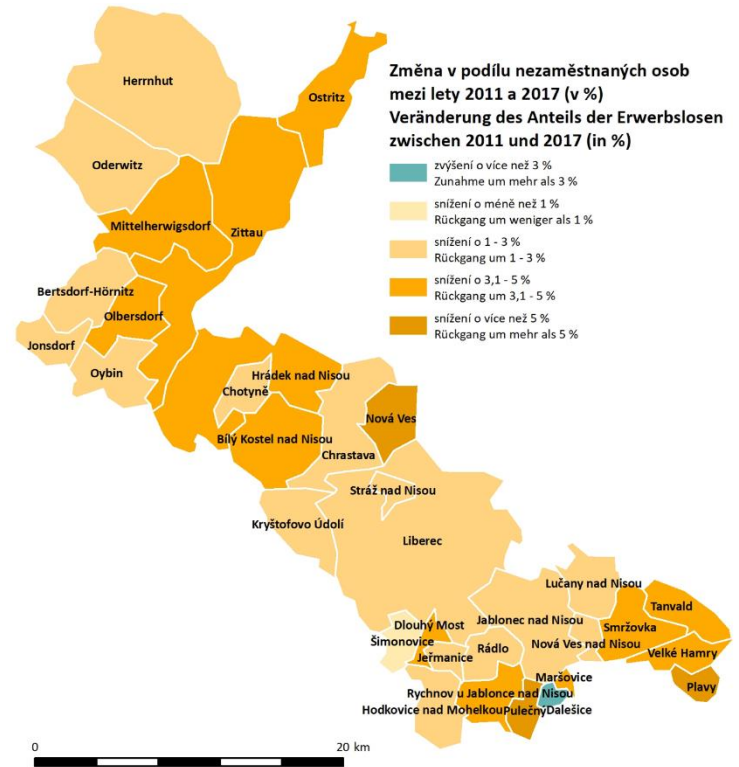 Změna v podílu nezaměstnaných osob
mezi lety 2011 a 2017 (v %)
Veränderung des Anteils der Erwerbslosen
zwischen 2011 und 2017 (in %)
zvýšení o více než 3 %
Zunahme um mehr als 3 %
snížení o méně než 1 %
Rückgang um weniger als 1 %
snížení o 1 - 3 %
Rückgang um 1 - 3 %
snížení o 3,1 - 5 %
Rückgang um 3,1 - 5 %
snížení o více než 5 %
Rückgang um mehr als 5 %
Herrnhut
Ostritz
Oderwitz
Mittelherwigsdorf
Zittau
Bertsdorf-Hörnitz
Olbersdorf
Jonsdorf
Oybin
Hrádek nad Nisou
Chotyně
Nová Ves
Bílý Kostel nad Nisou
Chrastava
Stráž nad Nisou
Kryštofovo Údolí
Liberec
Lučany nad Nisou
Tanvald
Dlouhý Most
Jablonec nad Nisou
Smržovka
Šimonovice
Rádlo
Nová Ves nad Nisou
Jeřmanice
Velké Hamry
Maršovice
Plavy
Rychnov u Jablonce nad Nisou
Hodkovice nad Mohelkou
Pulečný
Dalešice
0
20 km